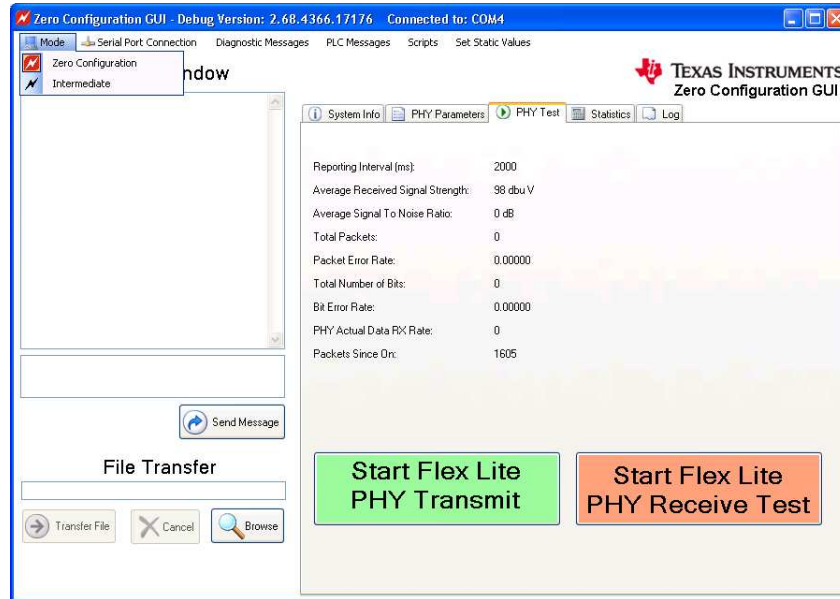 Zero Configuration GUI - Debug Version: 2.68.4366.17176 Connected to: COM4
Mode Serial Port Connection Diagnostic Messages PLC Messages Scripts Set Static Values
Zero Configuration
Intermediate
ndow
TEXAS INSTRUMENTS
Zero Configuration GUI
System Info PHY Parameters PHY Test Statistics Log
Reporting Interval (ms): 2000
Average Received Signal Strength: 98 dbu V
Average Signal To Noise Ratio: 0 dB
Total Packets: 0
Packet Error Rate: 0.00000
Total Number of Bits: 0
Bit Error Rate: 0.00000
PHY Actual Data RX Rate: 0
Packets Since On: 1605
Send Message
File Transfer
Transfer File Cancel Browse
Start Flex Lite
PHY Transmit
Start Flex Lite
PHY Receive Test